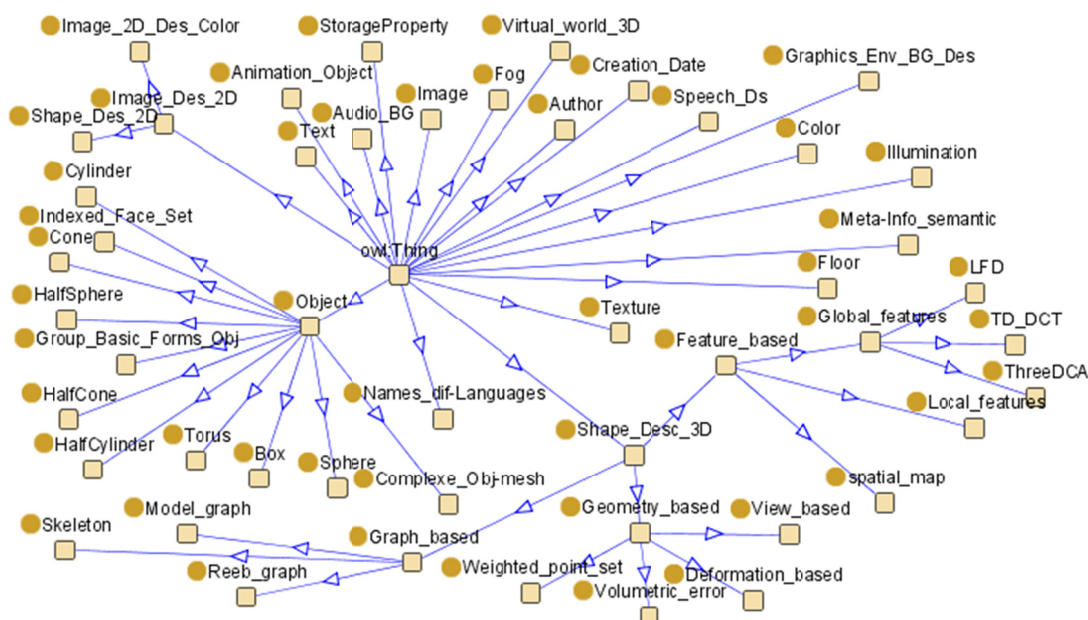 Image_2D_Des_Color
StorageProperty
Virtual_world_3D
Graphics_Env_BG_Des
Animation_Object
Fog
Creation_Date
Image_Des_2D
Image
Author
Speech_Ds
Shape_Des_2D
Audio_BG
Text
Color
Cylinder
Illumination
Indexed_Face_Set
Meta-Info_semantic
Cone
owl:Thing
Floor
LFD
HalfSphere
Object
Texture
Global_features
TD_DCT
Group_Basic_Forms_Obj
Feature_based
ThreeDCA
HalfCone
Names_dif-Languages
Local_features
HalfCylinder
Torus
Shape_Desc_3D
Box
Sphere
Complexe_Obj-mesh
spatial_map
Model_graph
Geometry_based
View_based
Skeleton
Graph_based
Reeb_graph
Weighted_point_set
Deformation_based
Volumetric_error